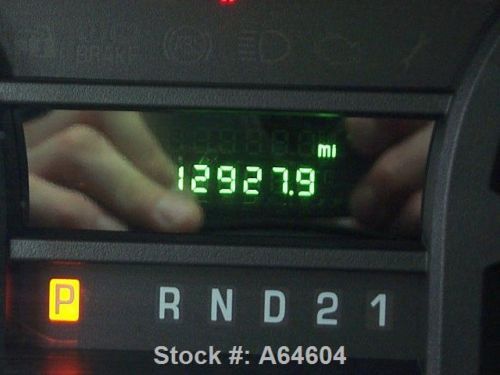 BRAKE
mi
12927.9
P R N D 2 1
Stock #: A64604